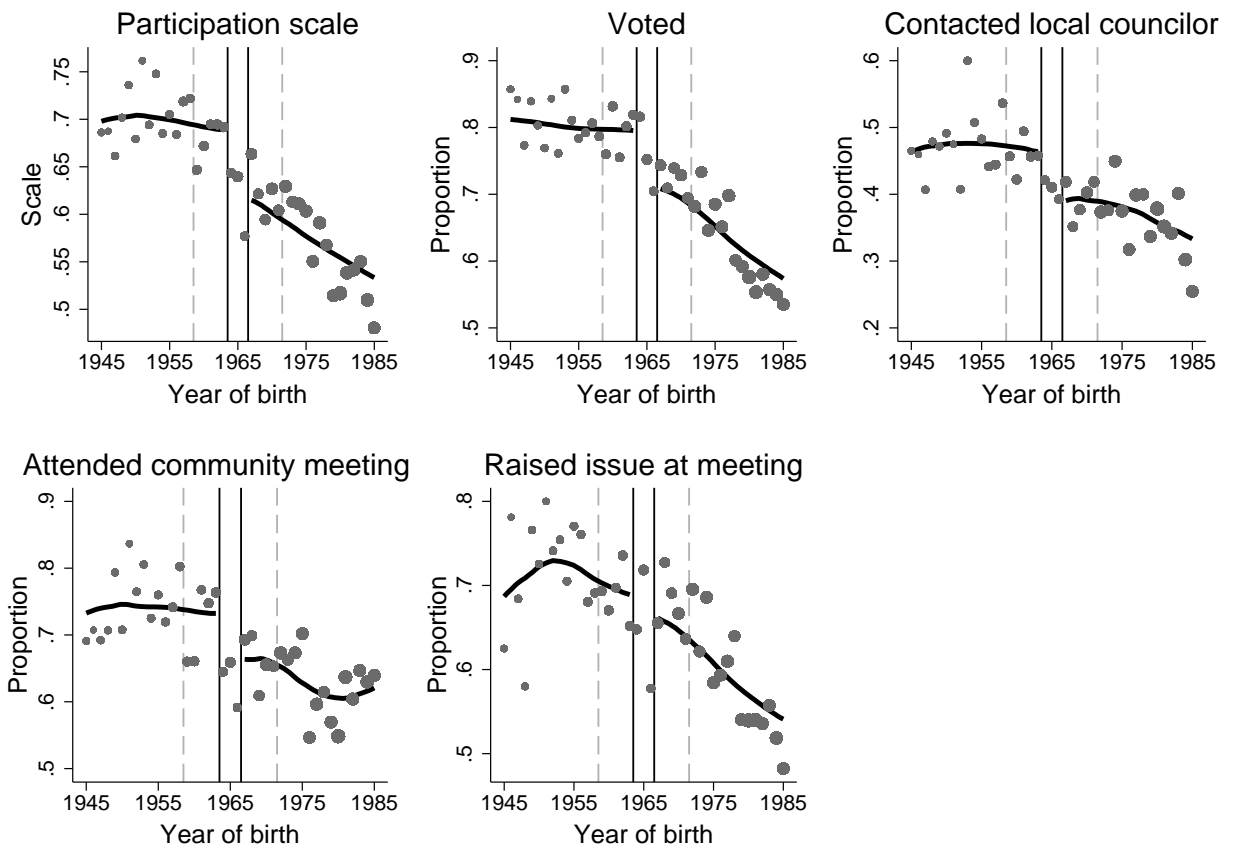 Participation scale
Scale
.75
.7
.65
.6
.55
.5
1945 1955 1965 1975 1985
Year of birth
Voted
Proportion
.9
.8
.7
.6
.5
1945 1955 1965 1975 1985
Year of birth
Contacted local councilor
Proportion
.6
.5
.4
.3
.2
1945 1955 1965 1975 1985
Year of birth
Attended community meeting
Proportion
.9
.8
.7
.6
.5
1945 1955 1965 1975 1985
Year of birth
Raised issue at meeting
Proportion
.8
.7
.6
.5
1945 1955 1965 1975 1985
Year of birth